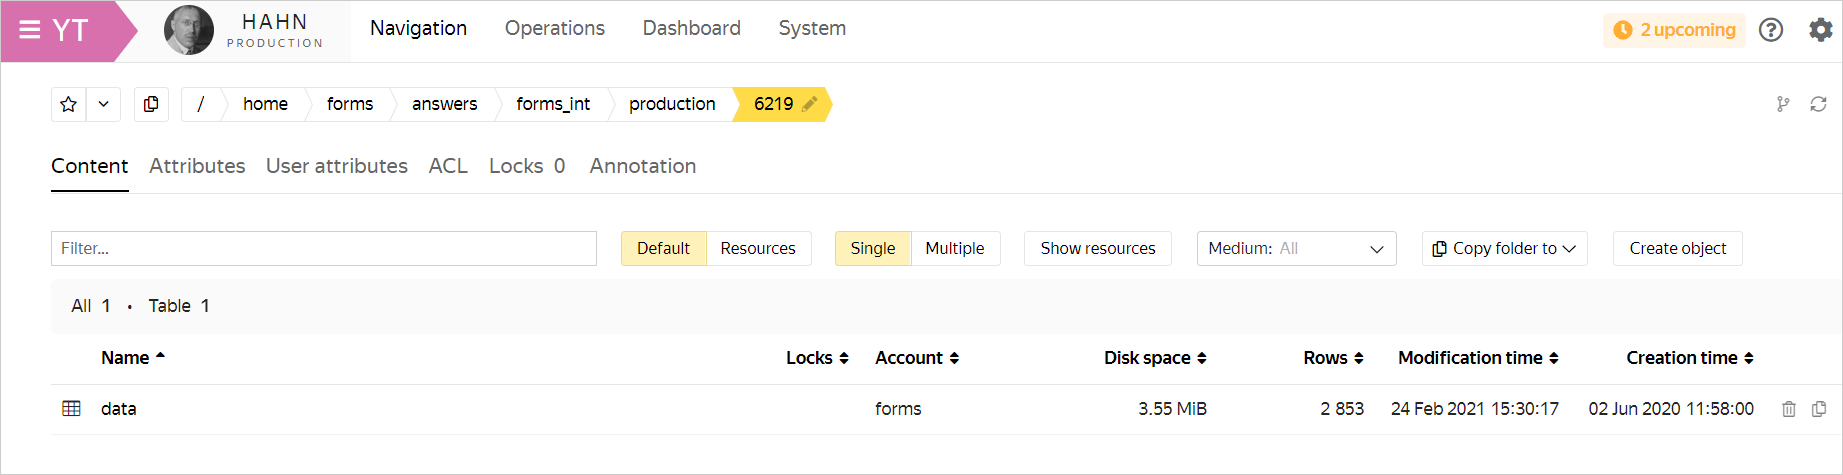 YT HAHN PRODUCTION Navigation Operations Dashboard System 2 upcoming
/ home forms answers forms_int production 6219
Content Attributes User attributes ACL Locks 0 Annotation
Filter... Default Resources Single Multiple Show resources Medium: All Copy folder to Create object
All 1 • Table 1
Name Locks Account Disk space Rows Modification time Creation time
data forms 3.55 MiB 2 853 24 Feb 2021 15:30:17 02 Jun 2020 11:58:00